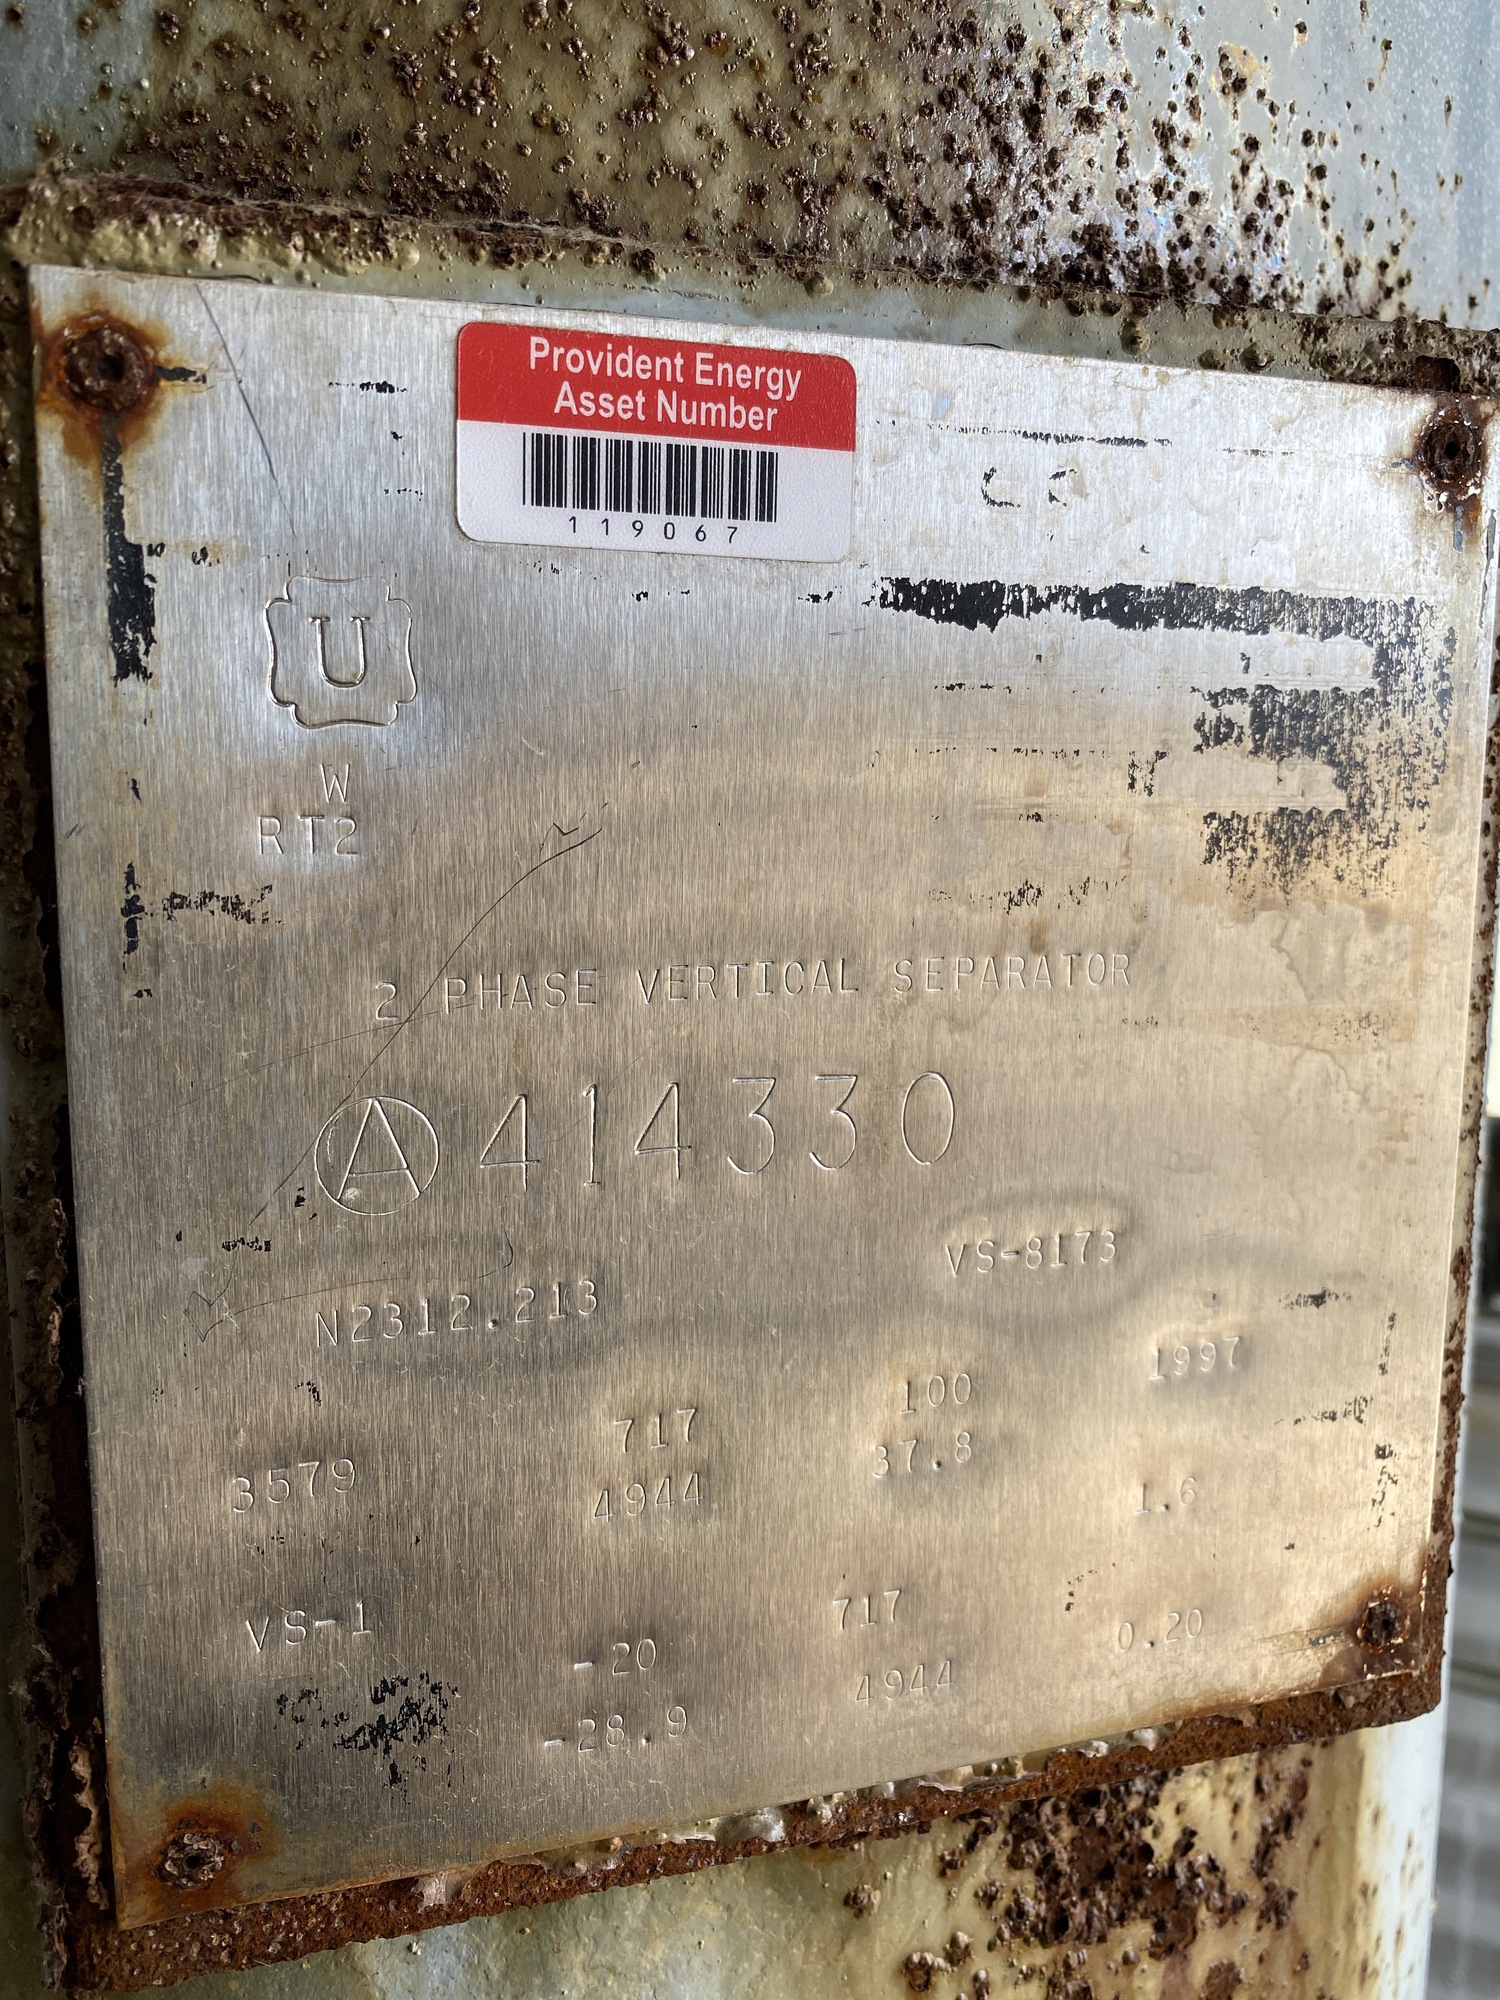 Provident Energy
Asset Number
119067
U
W
RT2
2 PHASE VERTICAL SEPARATOR
A 414330
VS-8173
N2312.213
1997
717
100
3579
4944
37.8
1.6
VS-1
-20
717
0.20
-28.9
4944